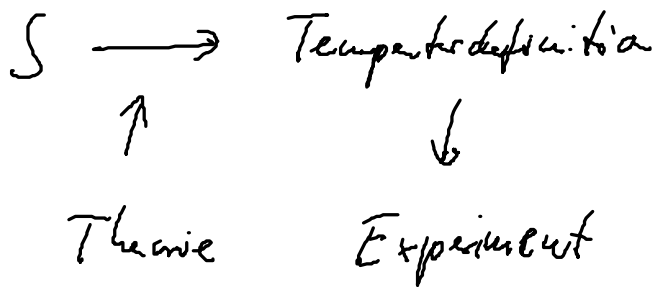 S → Temperaturdefinition
Theorie Experiment